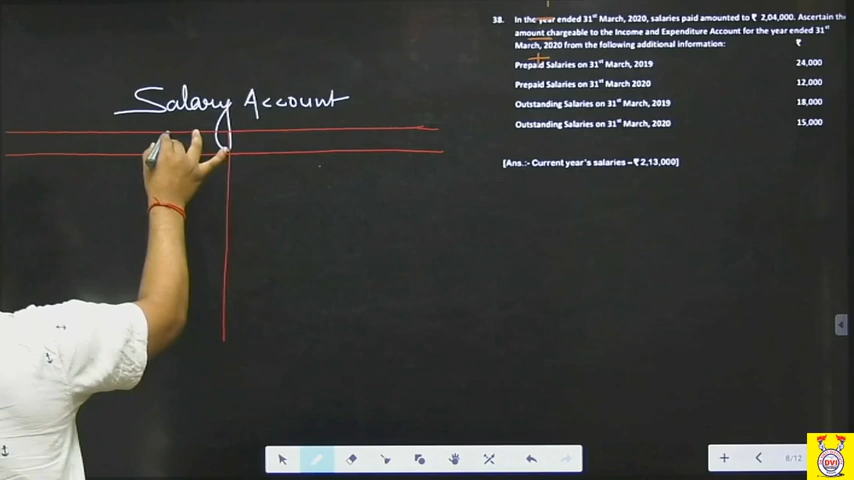 38. In the year ended 31st March, 2020, salaries paid amounted to ₹ 2,04,000. Ascertain the
amount chargeable to the Income and Expenditure Account for the year ended 31st
March, 2020 from the following additional information: ₹
Prepaid Salaries on 31st March, 2019 24,000
Prepaid Salaries on 31st March 2020 12,000
Outstanding Salaries on 31st March, 2019 18,000
Outstanding Salaries on 31st March, 2020 15,000
[Ans.:- Current year's salaries – ₹ 2,13,000]
Salary Account
8/12
DVI